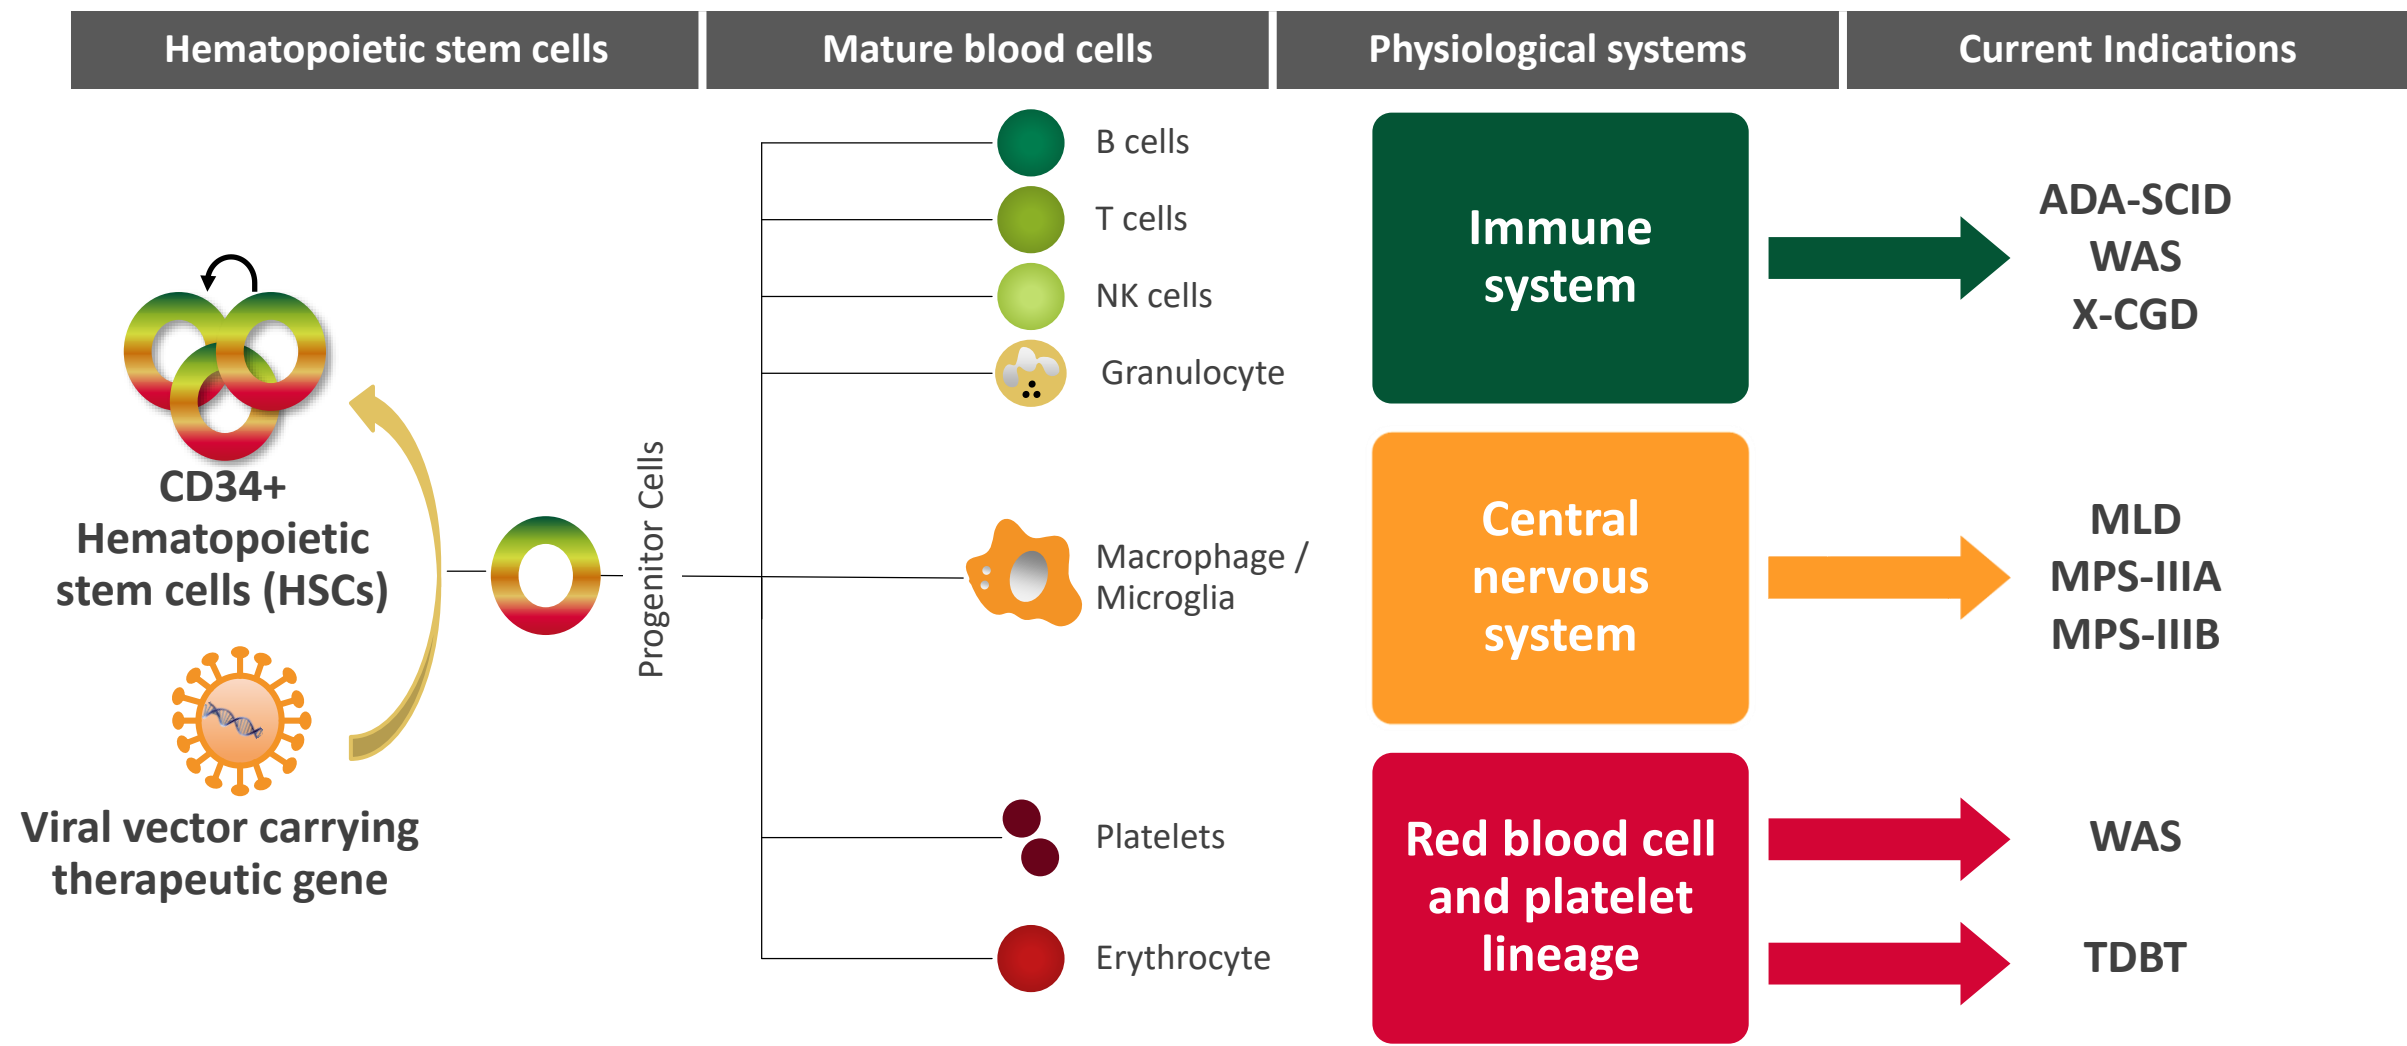 Hematopoietic stem cells
Mature blood cells
Physiological systems
Current Indications
CD34+
Hematopoietic
stem cells (HSCs)
Viral vector carrying
therapeutic gene
Progenitor Cells
B cells
T cells
NK cells
Granulocyte
Macrophage /
Microglia
Platelets
Erythrocyte
Immune
system
Central
nervous
system
Red blood cell
and platelet
lineage
ADA-SCID
WAS
X-CGD
MLD
MPS-IIIA
MPS-IIIB
WAS
TDBT